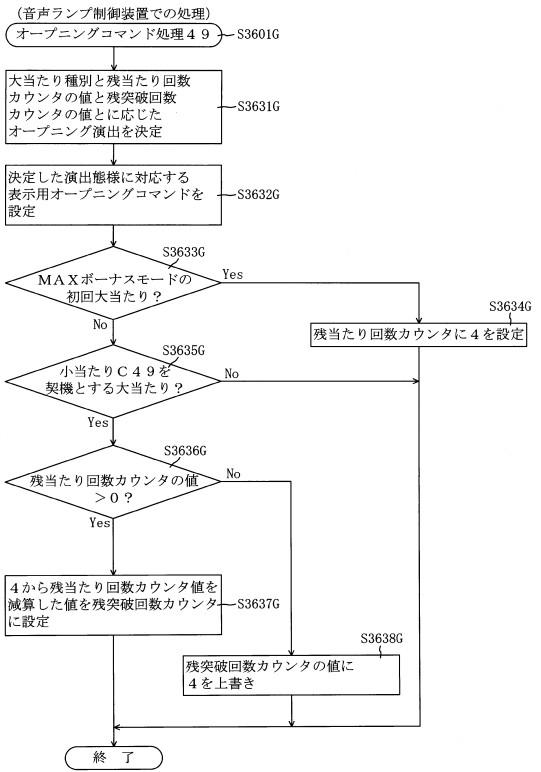 (音声ランプ制御装置での処理)
オープニングコマンド処理49
S3601G
大当たり種別と残当たり回数
カウンタの値と残突破回数
カウンタの値とに応じた
オープニング演出を決定
S3631G
決定した演出態様に対応する
表示用オープニングコマンドを
設定
S3632G
S3633G
MAXボーナスモードの
初回大当たり?
Yes
No
S3634G
残当たり回数カウンタに4を設定
S3635G
小当たりC49を
契機とする大当たり?
No
Yes
S3636G
残当たり回数カウンタの値
>0?
No
Yes
4から残当たり回数カウンタ値を
減算した値を残突破回数カウンタ
に設定
S3637G
S3638G
残突破回数カウンタの値に
4を上書き
終 了